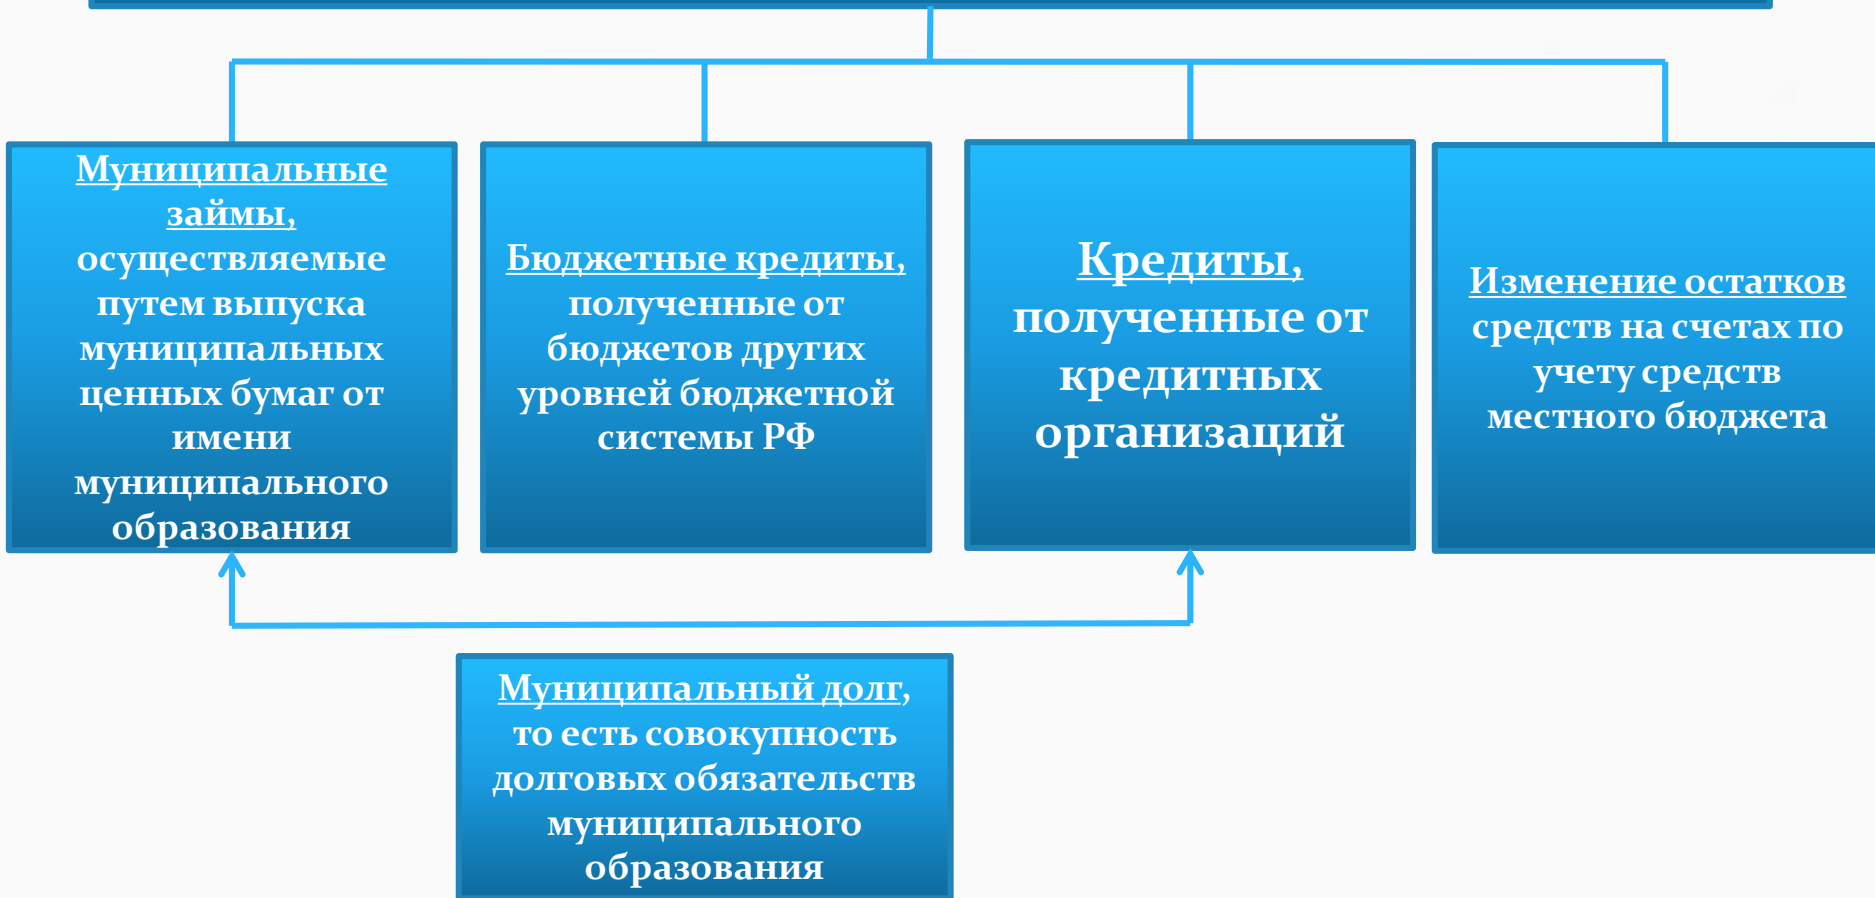 Муниципальные
займы,
осуществляемые
путем выпуска
муниципальных
ценных бумаг от
имени
муниципального
образования
Бюджетные кредиты,
полученные от
бюджетов других
уровней бюджетной
системы РФ
Кредиты,
полученные от
кредитных
организаций
Изменение остатков
средств на счетах по
учету средств
местного бюджета
Муниципальный долг,
то есть совокупность
долговых обязательств
муниципального
образования